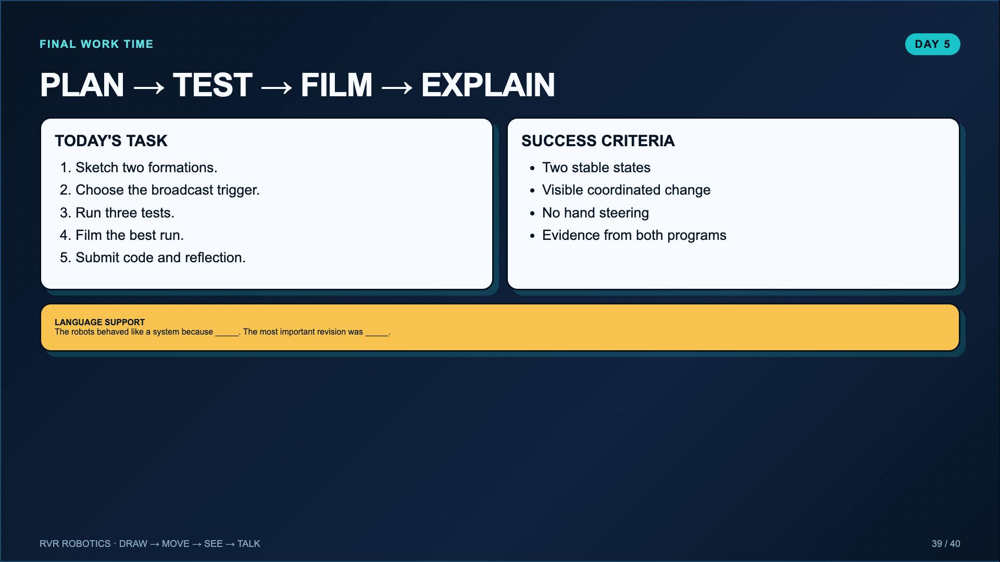 FINAL WORK TIME
DAY 5
PLAN → TEST → FILM → EXPLAIN
TODAY'S TASK
1. Sketch two formations.
2. Choose the broadcast trigger.
3. Run three tests.
4. Film the best run.
5. Submit code and reflection.
SUCCESS CRITERIA
• Two stable states
• Visible coordinated change
• No hand steering
• Evidence from both programs
LANGUAGE SUPPORT
The robots behaved like a system because _____. The most important revision was _____.
RVR ROBOTICS · DRAW → MOVE → SEE → TALK
39 / 40